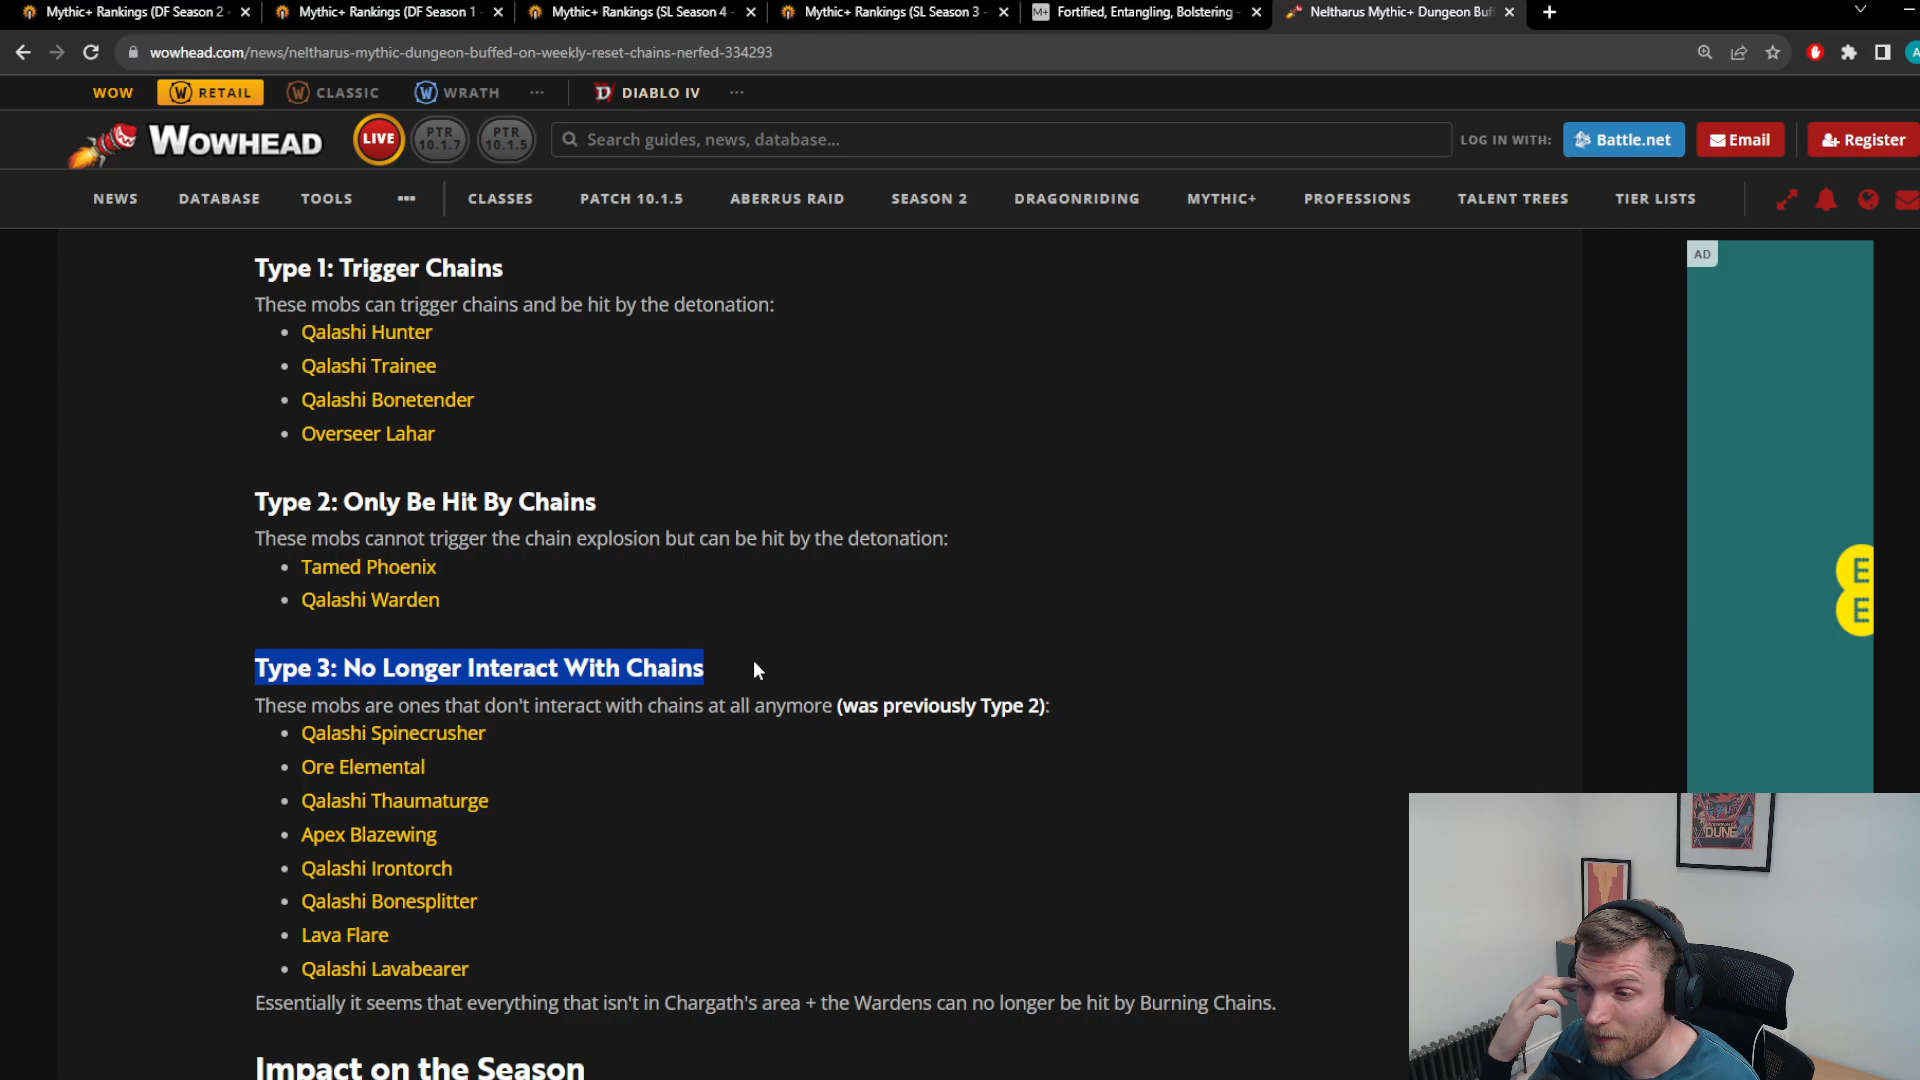 Mythic+ Rankings (DF Season 2 -
Mythic+ Rankings (DF Season 1 -
Mythic+ Rankings (SL Season 4 -
Mythic+ Rankings (SL Season 3 -
M+ Fortified, Entangling, Bolstering -
Neltharus Mythic+ Dungeon Buff
wowhead.com/news/neltharus-mythic-dungeon-buffed-on-weekly-reset-chains-nerfed-334293
A
WOW
RETAIL
CLASSIC
WRATH
DIABLO IV
WOWHEAD
LIVE
PTR 10.1.7
PTR 10.1.5
Search guides, news, database...
LOG IN WITH:
Battle.net
Email
Register
NEWS
DATABASE
TOOLS
CLASSES
PATCH 10.1.5
ABERRUS RAID
SEASON 2
DRAGONRIDING
MYTHIC+
PROFESSIONS
TALENT TREES
TIER LISTS
AD
Type 1: Trigger Chains
These mobs can trigger chains and be hit by the detonation:
Qalashi Hunter
Qalashi Trainee
Qalashi Bonetender
Overseer Lahar
Type 2: Only Be Hit By Chains
These mobs cannot trigger the chain explosion but can be hit by the detonation:
Tamed Phoenix
Qalashi Warden
Type 3: No Longer Interact With Chains
These mobs are ones that don't interact with chains at all anymore (was previously Type 2):
Qalashi Spinecrusher
Ore Elemental
Qalashi Thaumaturge
Apex Blazewing
Qalashi Irontorch
Qalashi Bonesplitter
Lava Flare
Qalashi Lavabearer
Essentially it seems that everything that isn't in Chargath's area + the Wardens can no longer be hit by Burning Chains.
Impact on the Season
E
E
DUNE